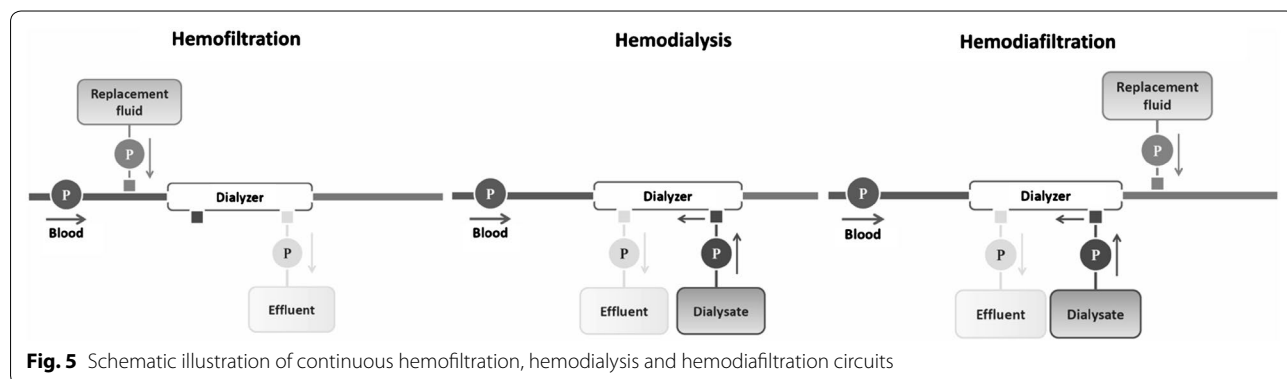 Hemofiltration
Replacement
fluid
P
P
Dialyzer
Blood
P
Effluent
Hemodialysis
P
Dialyzer
Blood
P
P
Effluent
Dialysate
Hemodiafiltration
Replacement
fluid
P
P
Dialyzer
Blood
P
P
Effluent
Dialysate
Fig. 5 Schematic illustration of continuous hemofiltration, hemodialysis and hemodiafiltration circuits